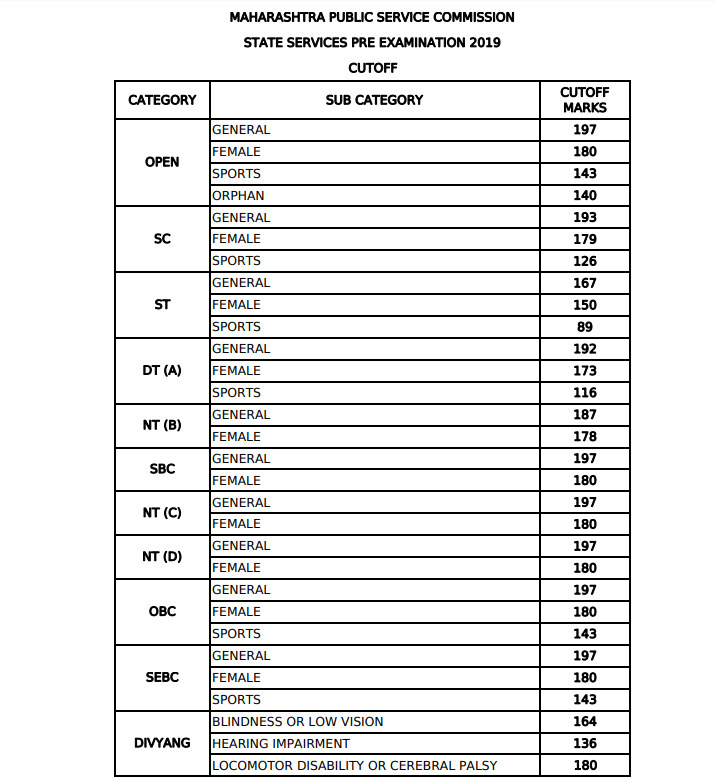 MAHARASHTRA PUBLIC SERVICE COMMISSION
STATE SERVICES PRE EXAMINATION 2019
CUTOFF
CATEGORY SUB CATEGORY CUTOFF MARKS
OPEN GENERAL 197
FEMALE 180
SPORTS 143
ORPHAN 140
SC GENERAL 193
FEMALE 179
SPORTS 126
ST GENERAL 167
FEMALE 150
SPORTS 89
DT (A) GENERAL 192
FEMALE 173
SPORTS 116
NT (B) GENERAL 187
FEMALE 178
SBC GENERAL 197
FEMALE 180
NT (C) GENERAL 197
FEMALE 180
NT (D) GENERAL 197
FEMALE 180
OBC GENERAL 197
FEMALE 180
SPORTS 143
SEBC GENERAL 197
FEMALE 180
SPORTS 143
DIVYANG BLINDNESS OR LOW VISION 164
HEARING IMPAIRMENT 136
LOCOMOTOR DISABILITY OR CEREBRAL PALSY 180